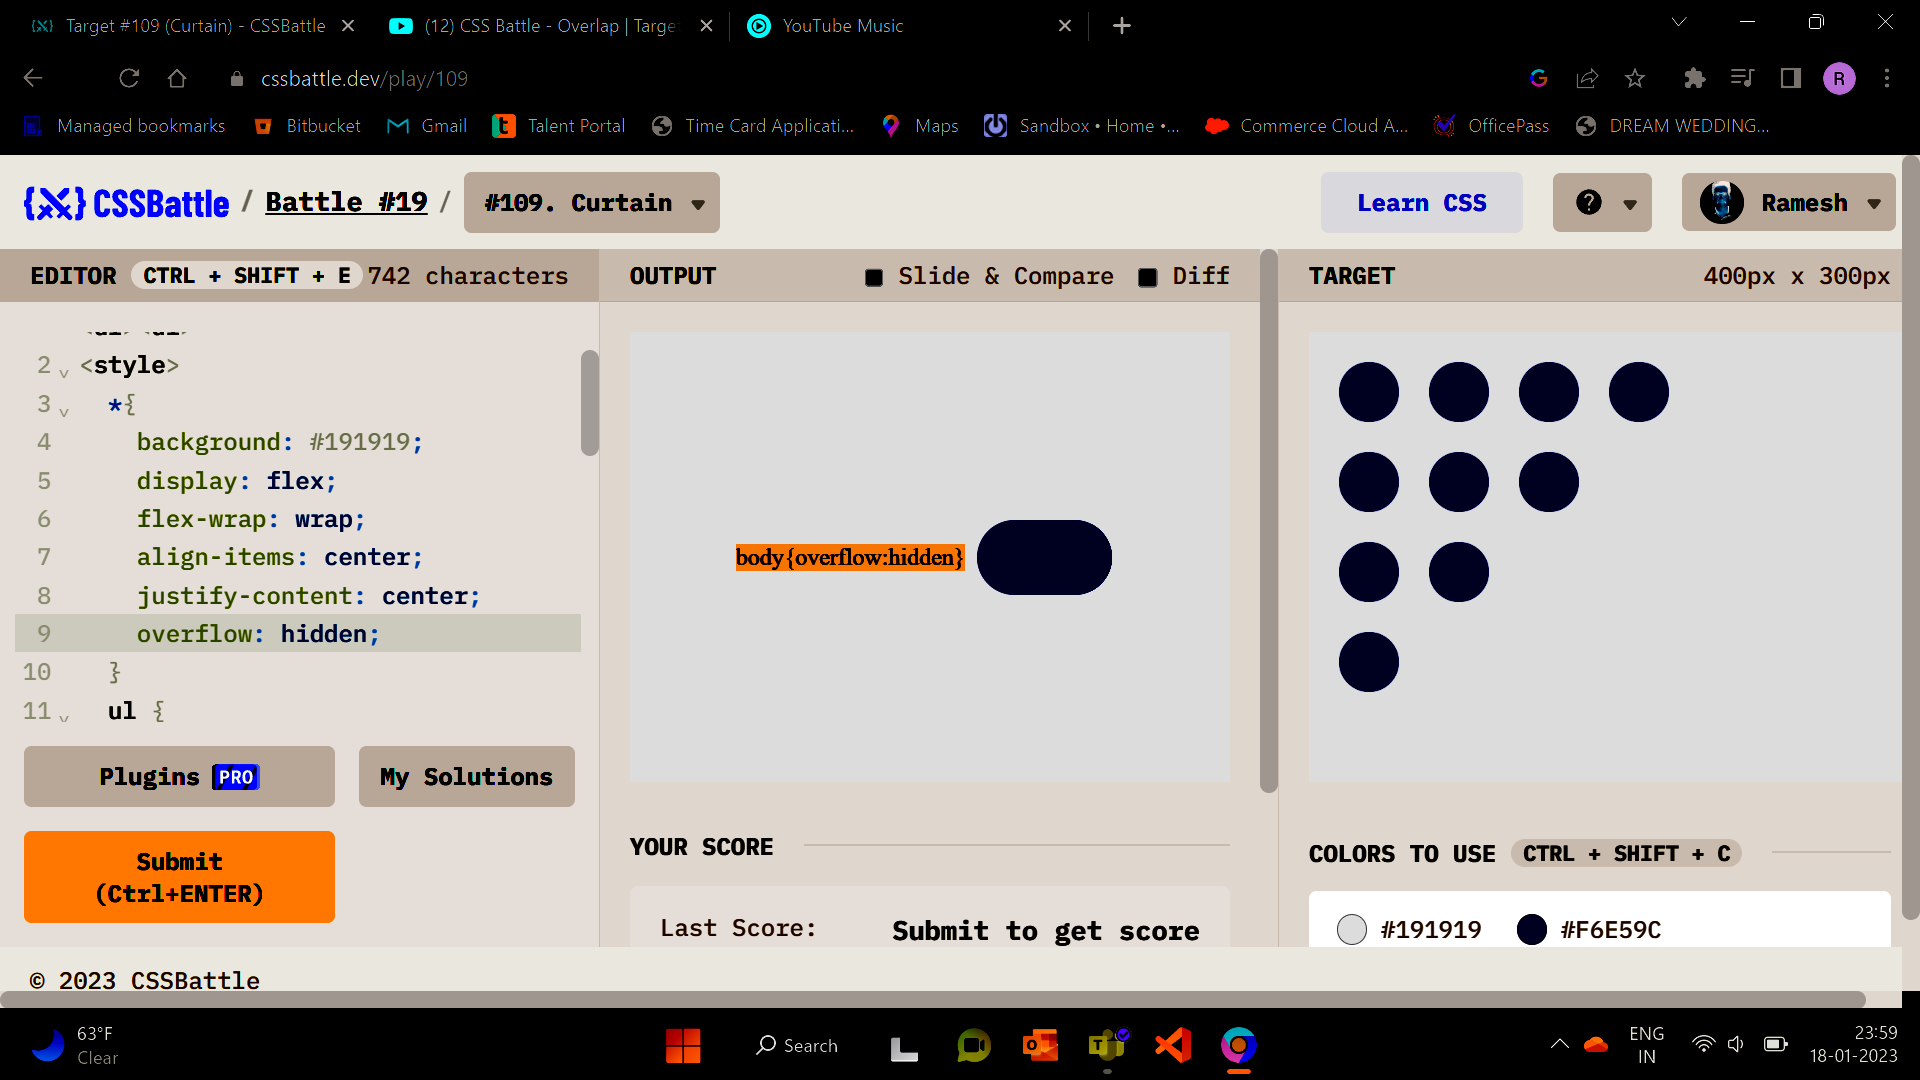 Target #109 (Curtain) - CSSBattle
(12) CSS Battle - Overlap | Targe
YouTube Music
cssbattle.dev/play/109
R
Managed bookmarks
Bitbucket
Gmail
Talent Portal
Time Card Applicati...
Maps
Sandbox • Home •...
Commerce Cloud A...
OfficePass
DREAM WEDDING...
CSSBattle / Battle #19 / #109. Curtain
Learn CSS
Ramesh
EDITOR CTRL + SHIFT + E 742 characters
OUTPUT Slide & Compare Diff
TARGET 400px x 300px
2 <style>
3 *{
4 background: #191919;
5 display: flex;
6 flex-wrap: wrap;
7 align-items: center;
8 justify-content: center;
9 overflow: hidden;
10 }
11 ul {
body{overflow:hidden}
Plugins PRO
My Solutions
Submit
(Ctrl+ENTER)
YOUR SCORE
Last Score: Submit to get score
COLORS TO USE CTRL + SHIFT + C
#191919 #F6E59C
© 2023 CSSBattle
63°F
Clear
Search
ENG
IN
23:59
18-01-2023